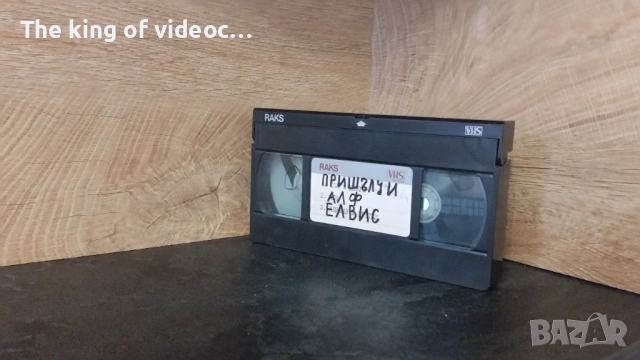 The king of videoc...
RAKS
VHS
RAKS
VHS
ПРИШЪЛЦИ
АЛФ
ЕЛВИС
BAZAR